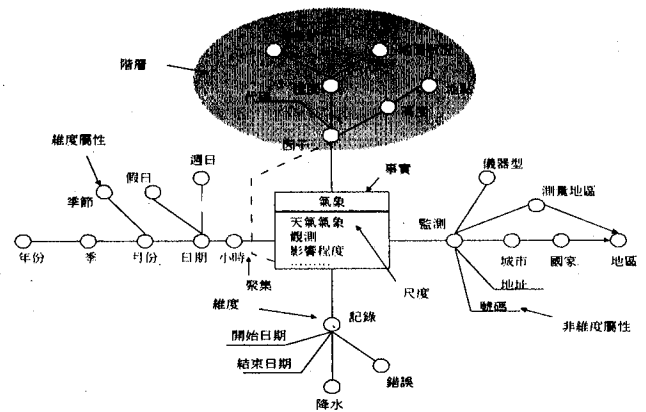 階層
因子
維度屬性
週日
假日
季節
事實
氣象
天氣氣象
觀測
影響程度
儀器型
測量地區
監測
年份
季
月份
日期
小時
聚集
城市
國家
地區
地址
號碼
尺度
非維度屬性
維度
記錄
開始日期
結束日期
錯誤
降水